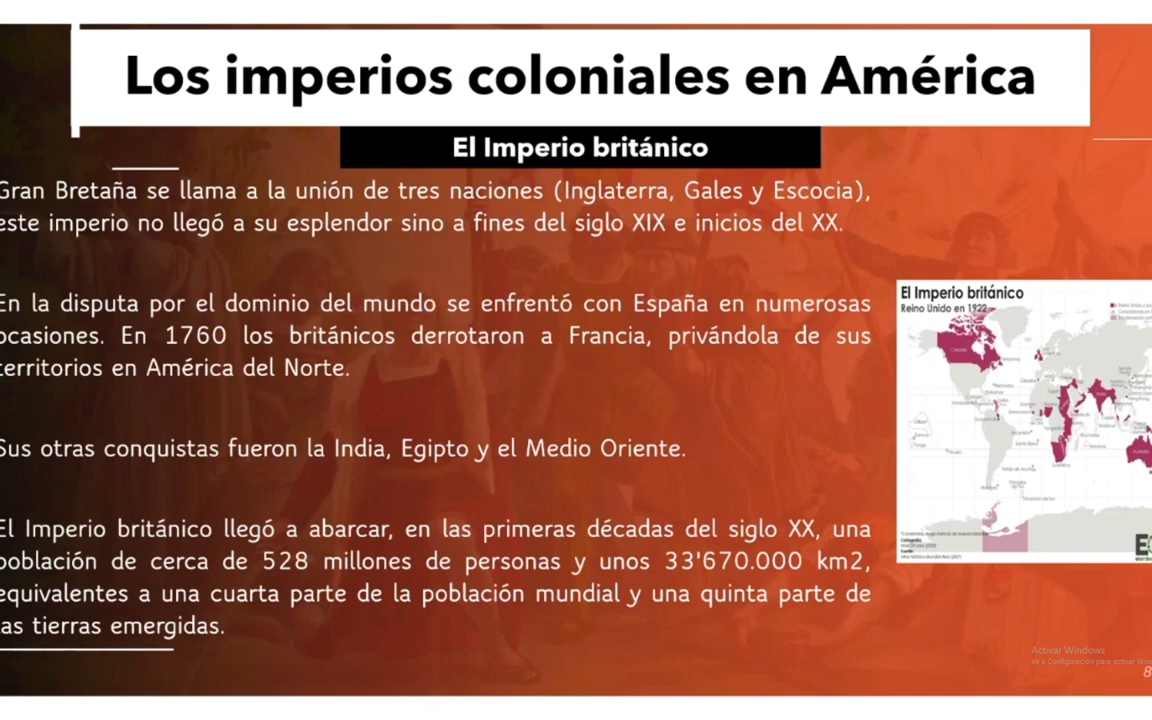 Los imperios coloniales en América
El Imperio británico
Gran Bretaña se llama a la unión de tres naciones (Inglaterra, Gales y Escocia),
este imperio no llegó a su esplendor sino a fines del siglo XIX e inicios del XX.
En la disputa por el dominio del mundo se enfrentó con España en numerosas
ocasiones. En 1760 los británicos derrotaron a Francia, privándola de sus
territorios en América del Norte.
Sus otras conquistas fueron la India, Egipto y el Medio Oriente.
El Imperio británico llegó a abarcar, en las primeras décadas del siglo XX, una
población de cerca de 528 millones de personas y unos 33'670.000 km2,
equivalentes a una cuarta parte de la población mundial y una quinta parte de
las tierras emergidas.
El Imperio británico
Reino Unido en 1922
Activar Windows
Ve a Configuración para activar Win
8